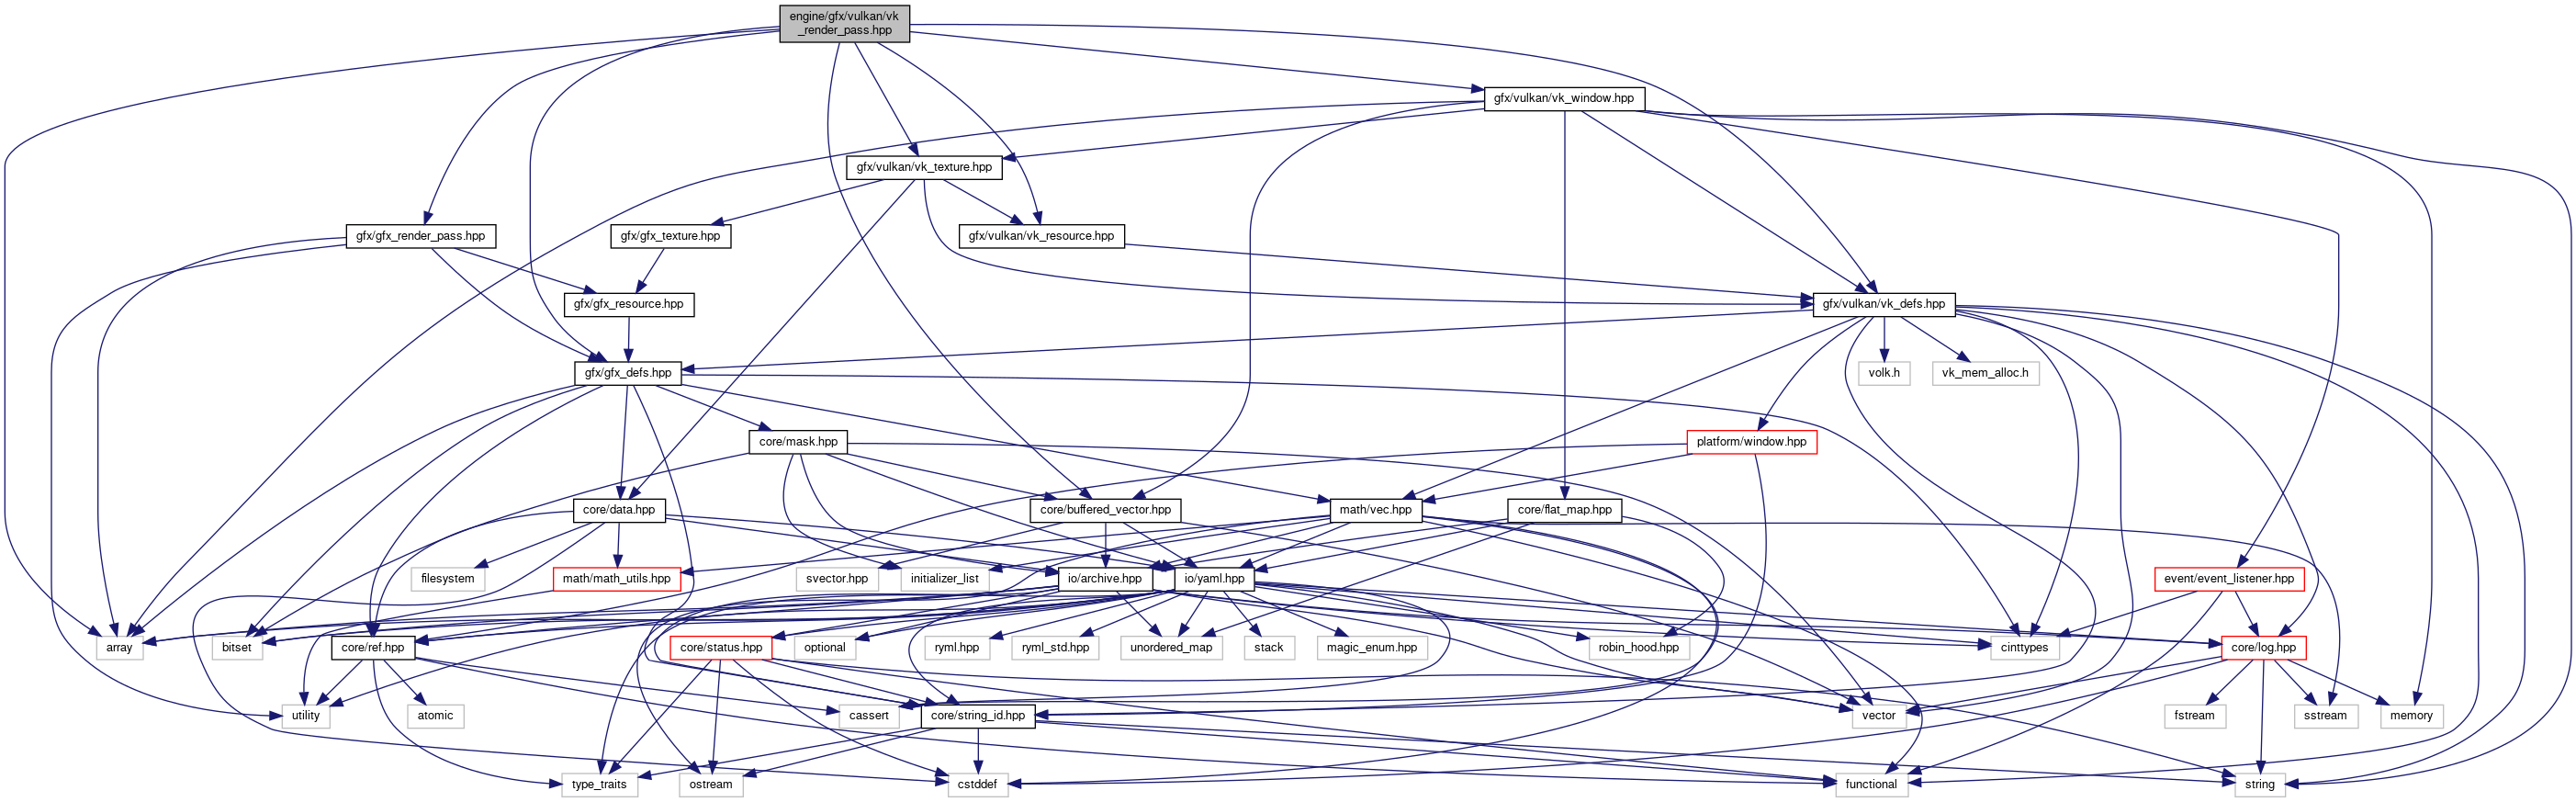 engine/gfx/vulkan/vk
_render_pass.hpp
gfx/vulkan/vk_window.hpp
gfx/vulkan/vk_texture.hpp
gfx/gfx_render_pass.hpp
gfx/gfx_texture.hpp
gfx/vulkan/vk_resource.hpp
gfx/gfx_resource.hpp
gfx/vulkan/vk_defs.hpp
gfx/gfx_defs.hpp
volk.h
vk_mem_alloc.h
core/mask.hpp
platform/window.hpp
core/data.hpp
core/buffered_vector.hpp
math/vec.hpp
core/flat_map.hpp
filesystem
math/math_utils.hpp
svector.hpp
initializer_list
io/archive.hpp
io/yaml.hpp
event/event_listener.hpp
array
bitset
core/ref.hpp
core/status.hpp
optional
ryml.hpp
ryml_std.hpp
unordered_map
stack
magic_enum.hpp
robin_hood.hpp
cinttypes
core/log.hpp
utility
atomic
cassert
core/string_id.hpp
vector
fstream
sstream
memory
type_traits
ostream
cstddef
functional
string